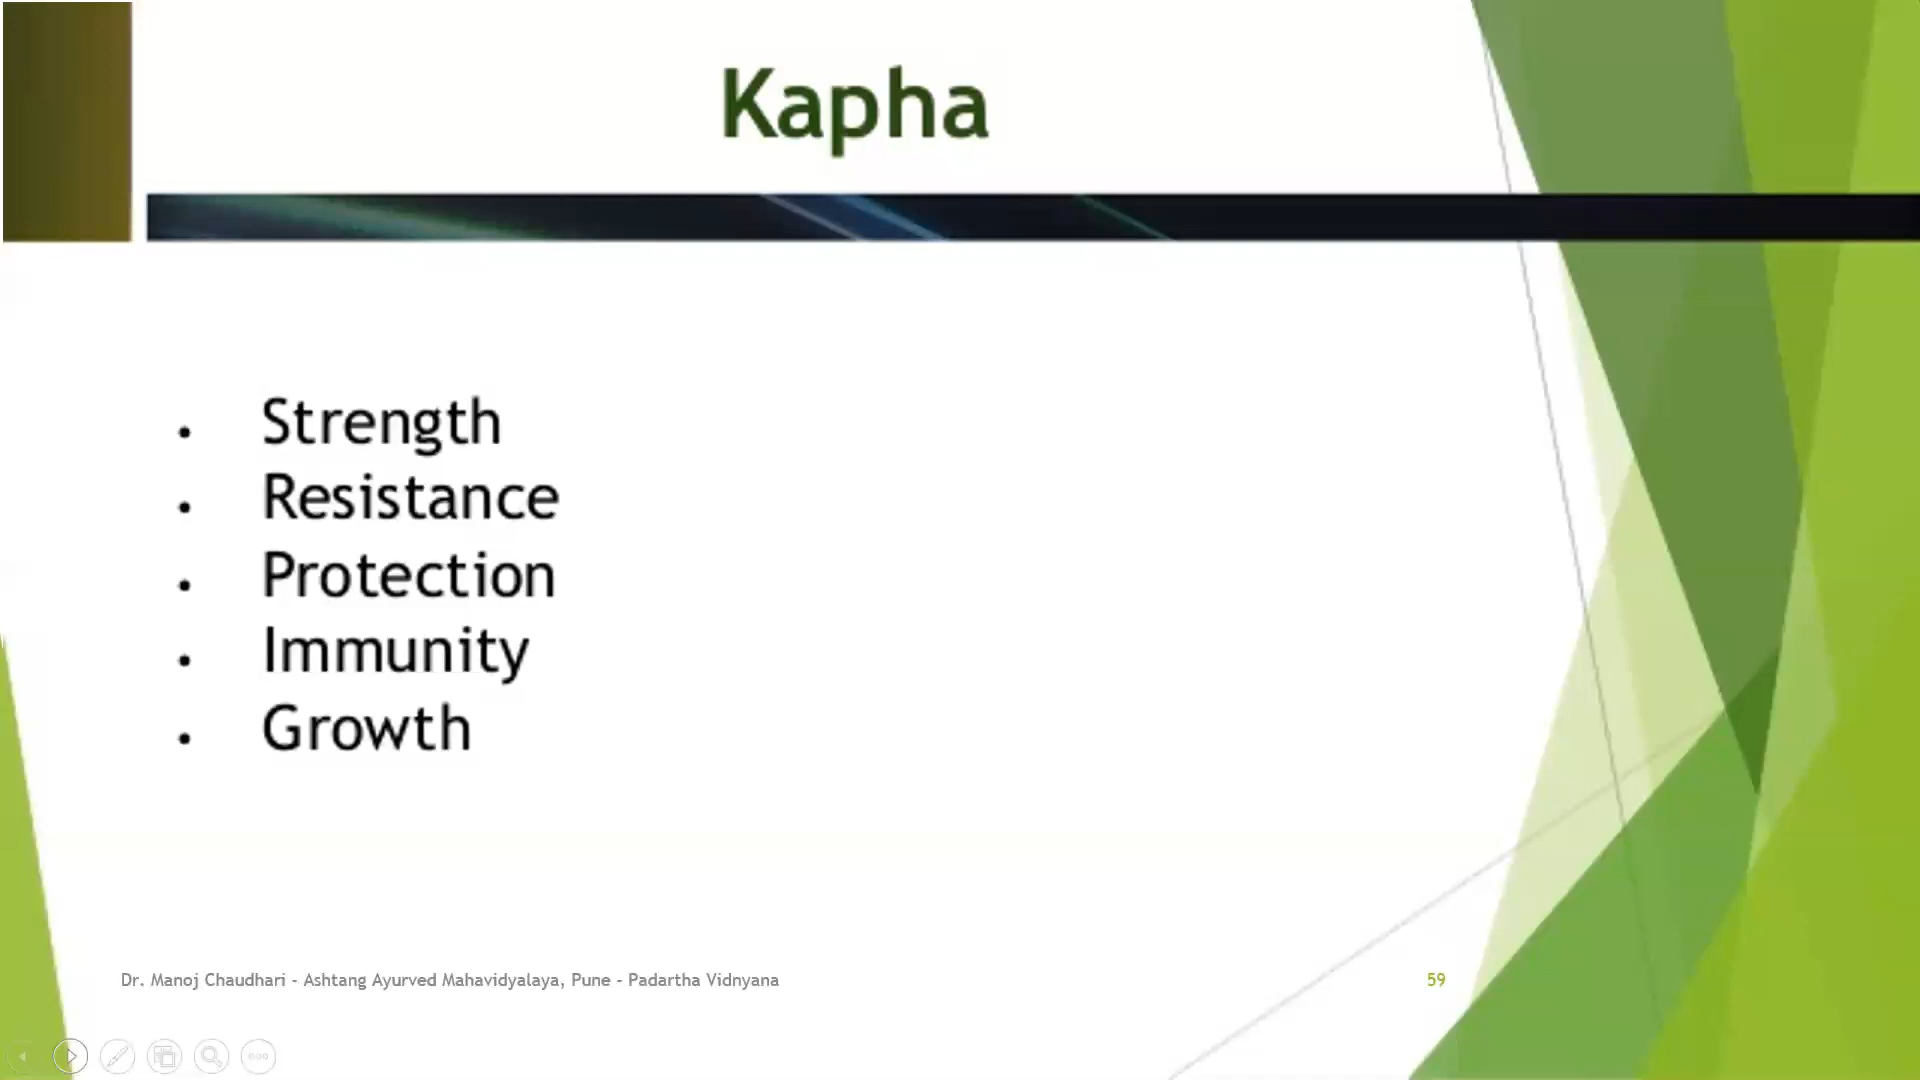 Kapha
• Strength
• Resistance
• Protection
• Immunity
• Growth
Dr. Manoj Chaudhari - Ashtang Ayurved Mahavidyalaya, Pune - Padartha Vidnyana
59